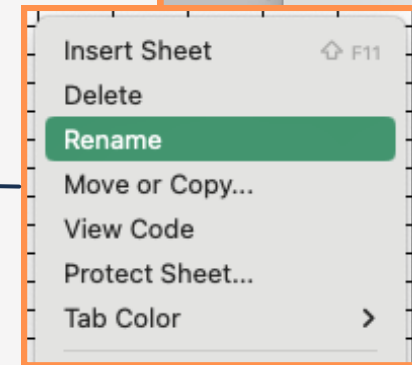 Insert Sheet ⇧ F11
Delete
Rename
Move or Copy...
View Code
Protect Sheet...
Tab Color